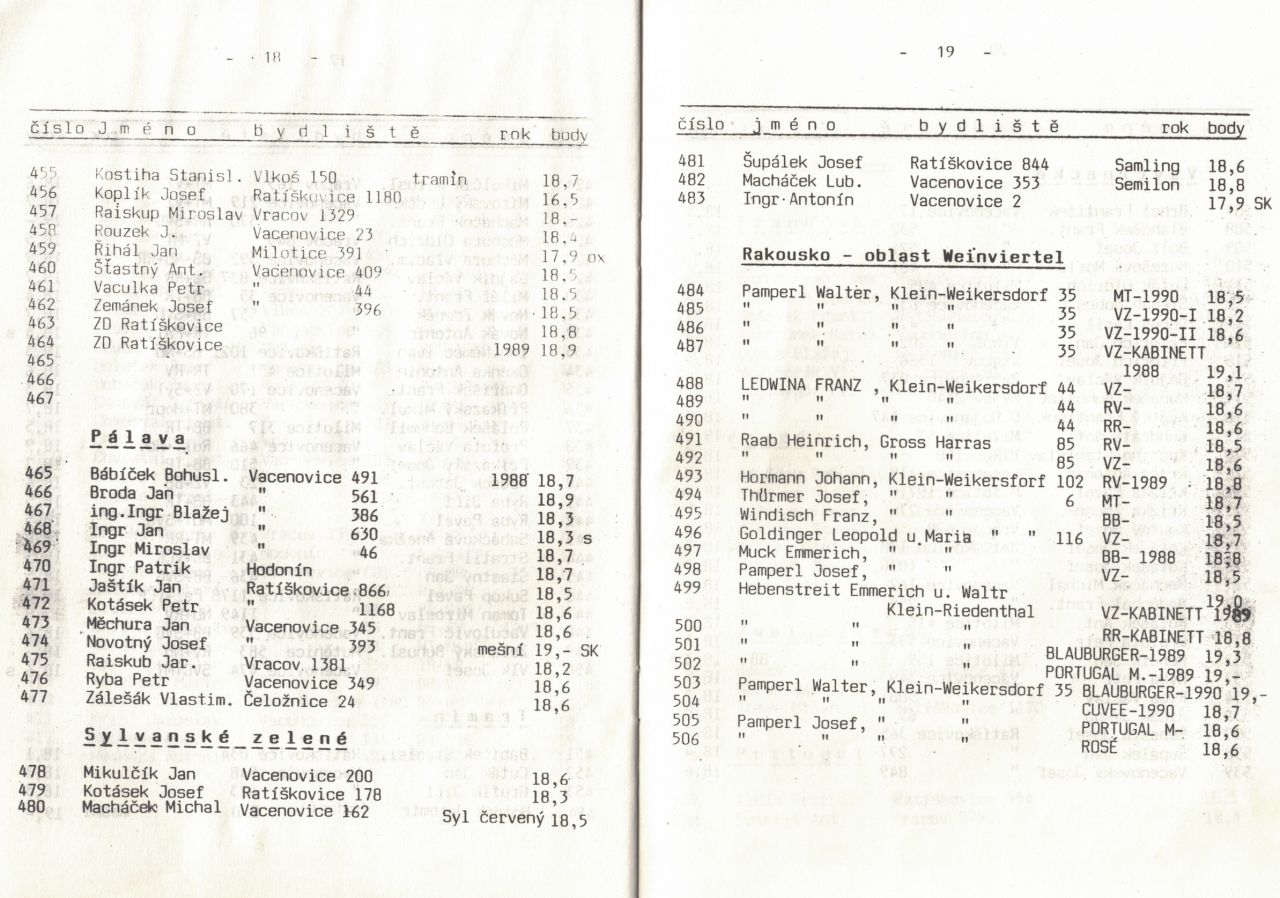 - 18 -
číslo J m é n o b y d l i š t ě rok body
455 Kostiha Stanisl. Vlkoš 150 tramín 18,7
456 Koplík Josef Ratíškovice 1180 16,5
457 Raiskup Miroslav Vracov 1329 18.-
458 Rouzek J. Vacenovice 23 18,4
459 Řihál Jan Milotice 391 17,9 ox
460 Šťastný Ant. Vacenovice 409 18,5
461 Vaculka Petr " 44 18,5
462 Zemánek Josef " 396 18,5
463 ZD Ratíškovice 18,8
464 ZD Ratíškovice 1989 18,9
465
466
467
P á l a v a
465 Bábíček Bohusl. Vacenovice 491 1988 18,7
466 Broda Jan " 561 18,9
467 ing.Ingr Blažej " 386 18,3
468 Ingr Jan " 630 18,3 s
469 Ingr Miroslav " 46 18,7
470 Ingr Patrik Hodonín 18,7
471 Jaštík Jan Ratíškovice 866 18,5
472 Kotásek Petr " 1168 18,6
473 Měchura Jan Vacenovice 345 18,6
474 Novotný Josef " 393 mešní 19,- SK
475 Raiskub Jar. Vracov 1381 18,2
476 Ryba Petr Vacenovice 349 18,6
477 Zálešák Vlastim. Čeložnice 24 18,6
S y l v a n s k é z e l e n é
478 Mikulčík Jan Vacenovice 200 18,6
479 Kotásek Josef Ratíškovice 178 18,3
480 Macháček Michal Vacenovice 162 Syl červený 18,5
- 19 -
číslo j m é n o b y d l i š t ě rok body
481 Šupálek Josef Ratíškovice 844 Samling 18,6
482 Macháček Lub. Vacenovice 353 Semilon 18,8
483 Ingr Antonín Vacenovice 2 17,9 SK
Rakousko - oblast Weinviertel
484 Pamperl Walter, Klein-Weikersdorf 35 MT-1990 18,5
485 " " " " 35 VZ-1990-I 18,2
486 " " " " 35 VZ-1990-II 18,6
487 " " " " 35 VZ-KABINETT
1988 19,1
488 LEDWINA FRANZ , Klein-Weikersdorf 44 VZ- 18,7
489 " " " " 44 RV- 18,6
490 " " " " 44 RR- 18,6
491 Raab Heinrich, Gross Harras 85 RV- 18,5
492 " " " " 85 VZ- 18,6
493 Hormann Johann, Klein-Weikersforf 102 RV-1989 18,8
494 Thürmer Josef, " " 6 MT- 18,7
495 Windisch Franz, " " BB- 18,5
496 Goldinger Leopold u.Maria " " 116 VZ- 18,7
497 Muck Emmerich, " " BB- 1988 18,8
498 Pamperl Josef, " " VZ- 18,5
499 Hebenstreit Emmerich u. Waltr 19,0
Klein-Riedenthal VZ-KABINETT 1989
500 " " " RR-KABINETT 18,8
501 " " " BLAUBURGER-1989 19,3
502 " " " PORTUGAL M.-1989 19,-
503 Pamperl Walter, Klein-Weikersdorf 35 BLAUBURGER-1990 19,-
504 " " " CUVEE-1990 18,7
505 Pamperl Josef, " " PORTUGAL M- 18,6
506 " " " " ROSÉ 18,6